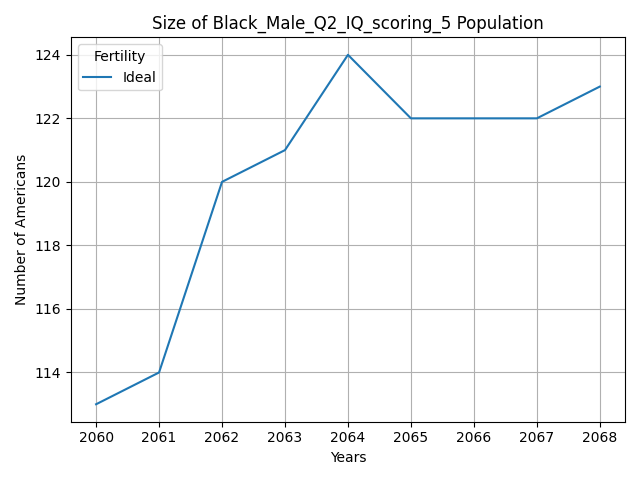 Size of Black_Male_Q2_IQ_scoring_5 Population
Fertility
Ideal
Number of Americans
124
122
120
118
116
114
2060 2061 2062 2063 2064 2065 2066 2067 2068
Years